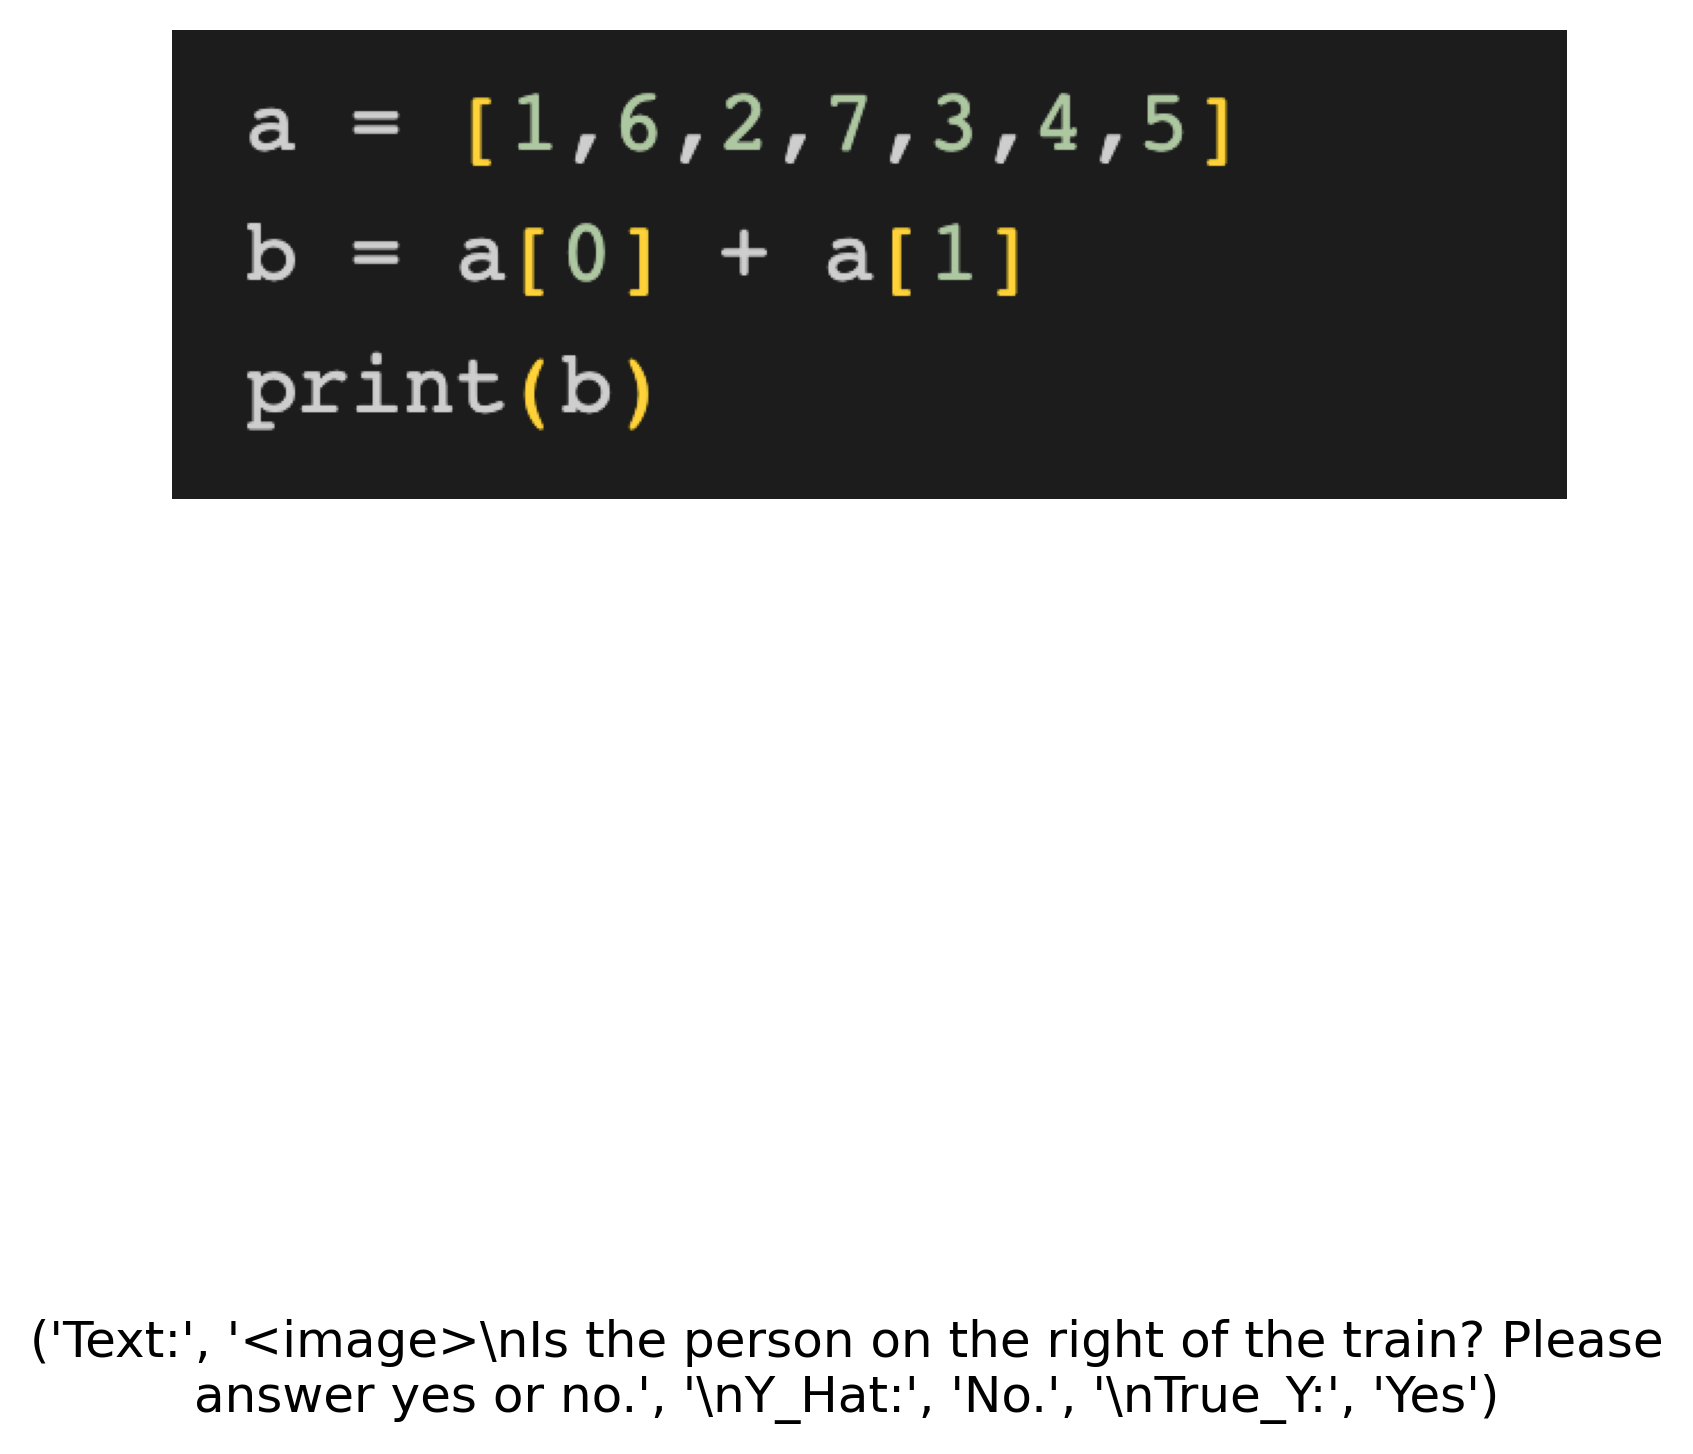 a = [1,6,2,7,3,4,5]
b = a[0] + a[1]
print(b)
('Text:', '<image>\nIs the person on the right of the train? Please
answer yes or no.', '\nY_Hat:', 'No.', '\nTrue_Y:', 'Yes')